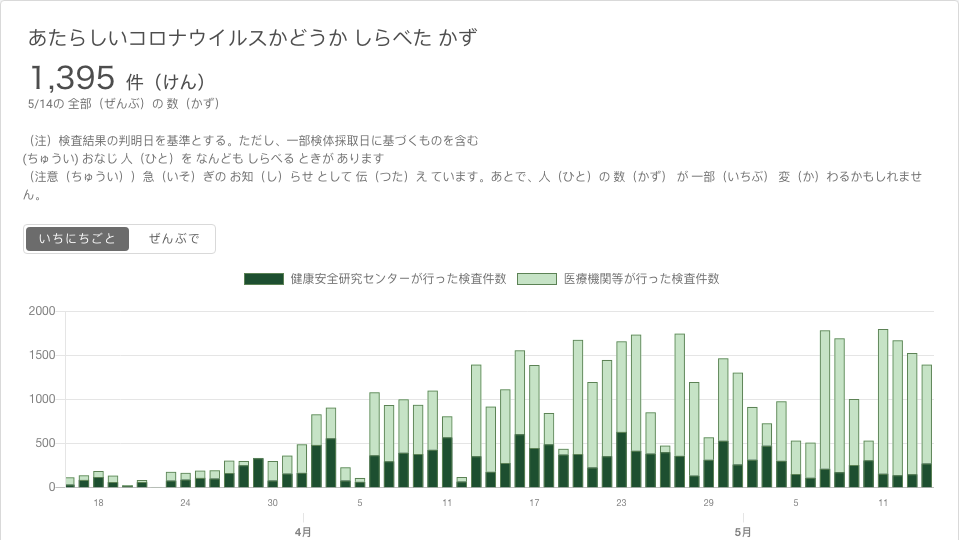 あたらしいコロナウイルスかどうか しらべた かず
1,395 件（けん）
5/14の 全部（ぜんぶ）の 数（かず）
（注）検査結果の判明日を基準とする。ただし、一部検体採取日に基づくものを含む
(ちゅうい) おなじ 人（ひと）を なんども しらべる ときが あります
（注意（ちゅうい））急（いそ）ぎの お知（し）らせ として 伝（つた）え ています。あとで、人（ひと）の 数（かず） が 一部（いちぶ） 変（か）わるかもしれませ
ん。
いちにちごと ぜんぶで
健康安全研究センターが行った検査件数 医療機関等が行った検査件数
2000
1500
1000
500
0
18 24 30 5 11 17 23 29 5 11
4月 5月